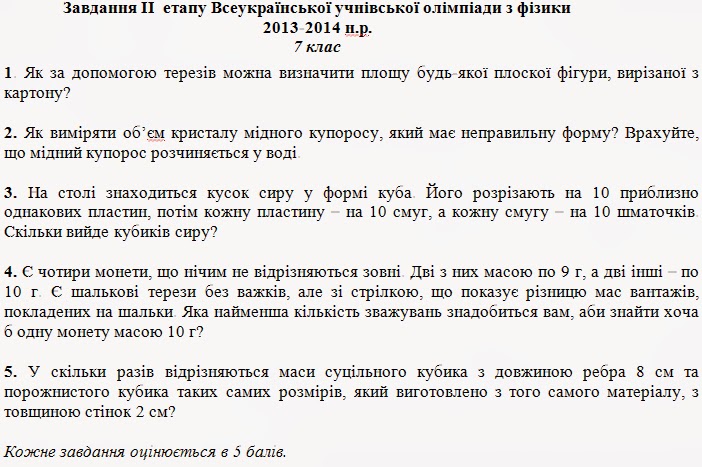 Завдання ІІ етапу Всеукраїнської учнівської олімпіади з фізики
2013-2014 н.р.
7 клас
1. Як за допомогою терезів можна визначити площу будь-якої плоскої фігури, вирізаної з
картону?
2. Як виміряти об’єм кристалу мідного купоросу, який має неправильну форму? Врахуйте,
що мідний купорос розчиняється у воді.
3. На столі знаходиться кусок сиру у формі куба. Його розрізають на 10 приблизно
однакових пластин, потім кожну пластину – на 10 смуг, а кожну смугу – на 10 шматочків.
Скільки вийде кубиків сиру?
4. Є чотири монети, що нічим не відрізняються зовні. Дві з них масою по 9 г, а дві інші – по
10 г. Є шалькові терези без важків, але зі стрілкою, що показує різницю мас вантажів,
покладених на шальки. Яка найменша кількість зважувань знадобиться вам, аби знайти хоча
б одну монету масою 10 г?
5. У скільки разів відрізняються маси суцільного кубика з довжиною ребра 8 см та
порожнистого кубика таких самих розмірів, який виготовлено з того самого матеріалу, з
товщиною стінок 2 см?
Кожне завдання оцінюється в 5 балів.